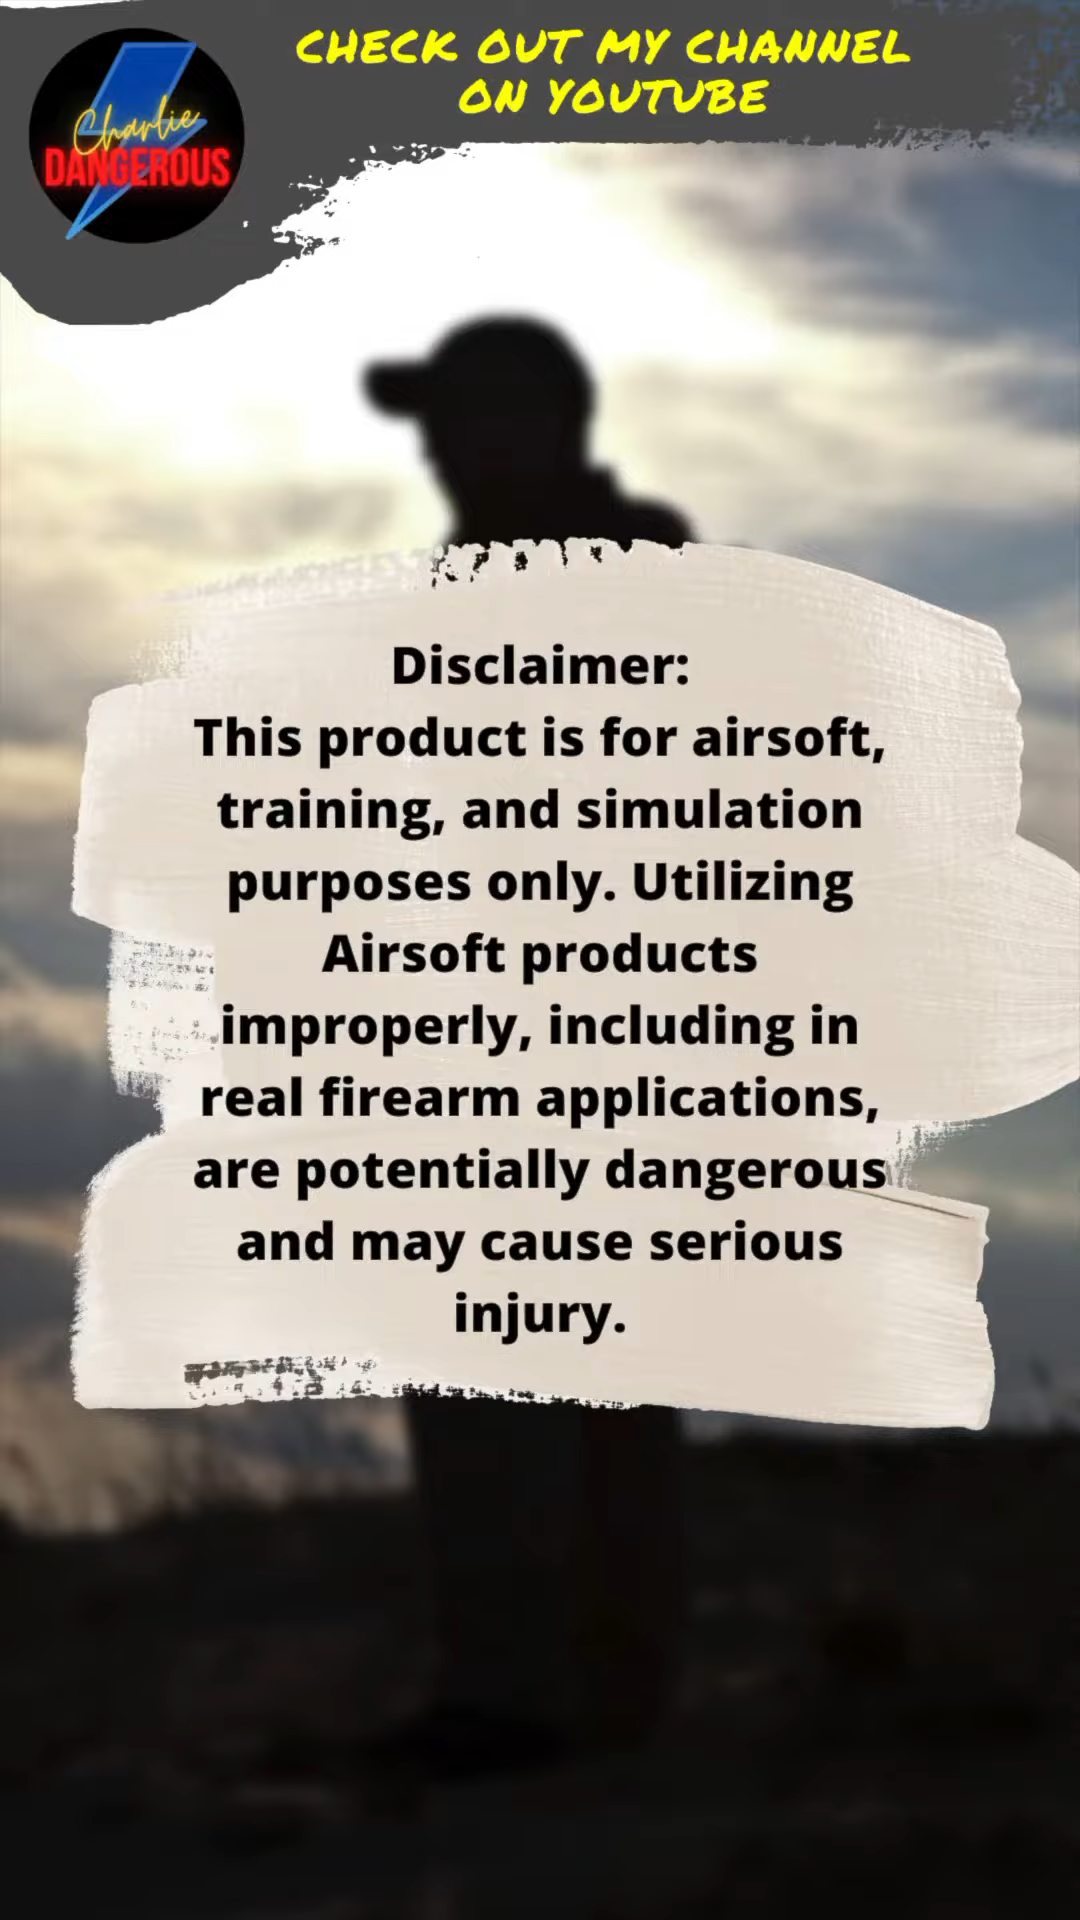 CHECK OUT MY CHANNEL
ON YOUTUBE
Charlie
DANGEROUS
Disclaimer:
This product is for airsoft,
training, and simulation
purposes only. Utilizing
Airsoft products
improperly, including in
real firearm applications,
are potentially dangerous
and may cause serious
injury.